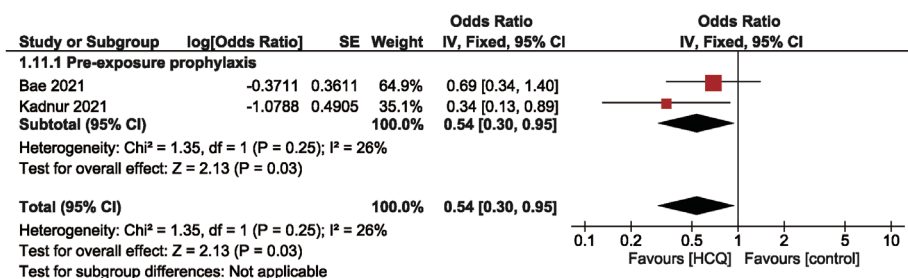 Odds Ratio Odds Ratio
Study or Subgroup log[Odds Ratio] SE Weight IV, Fixed, 95% CI IV, Fixed, 95% CI
1.11.1 Pre-exposure prophylaxis
Bae 2021 -0.3711 0.3611 64.9% 0.69 [0.34, 1.40]
Kadnur 2021 -1.0788 0.4905 35.1% 0.34 [0.13, 0.89]
Subtotal (95% CI) 100.0% 0.54 [0.30, 0.95]
Heterogeneity: Chi² = 1.35, df = 1 (P = 0.25); I² = 26%
Test for overall effect: Z = 2.13 (P = 0.03)
Total (95% CI) 100.0% 0.54 [0.30, 0.95]
Heterogeneity: Chi² = 1.35, df = 1 (P = 0.25); I² = 26%
Test for overall effect: Z = 2.13 (P = 0.03)
Test for subgroup differences: Not applicable
0.1 0.2 0.5 1 2 5 10
Favours [HCQ] Favours [control]